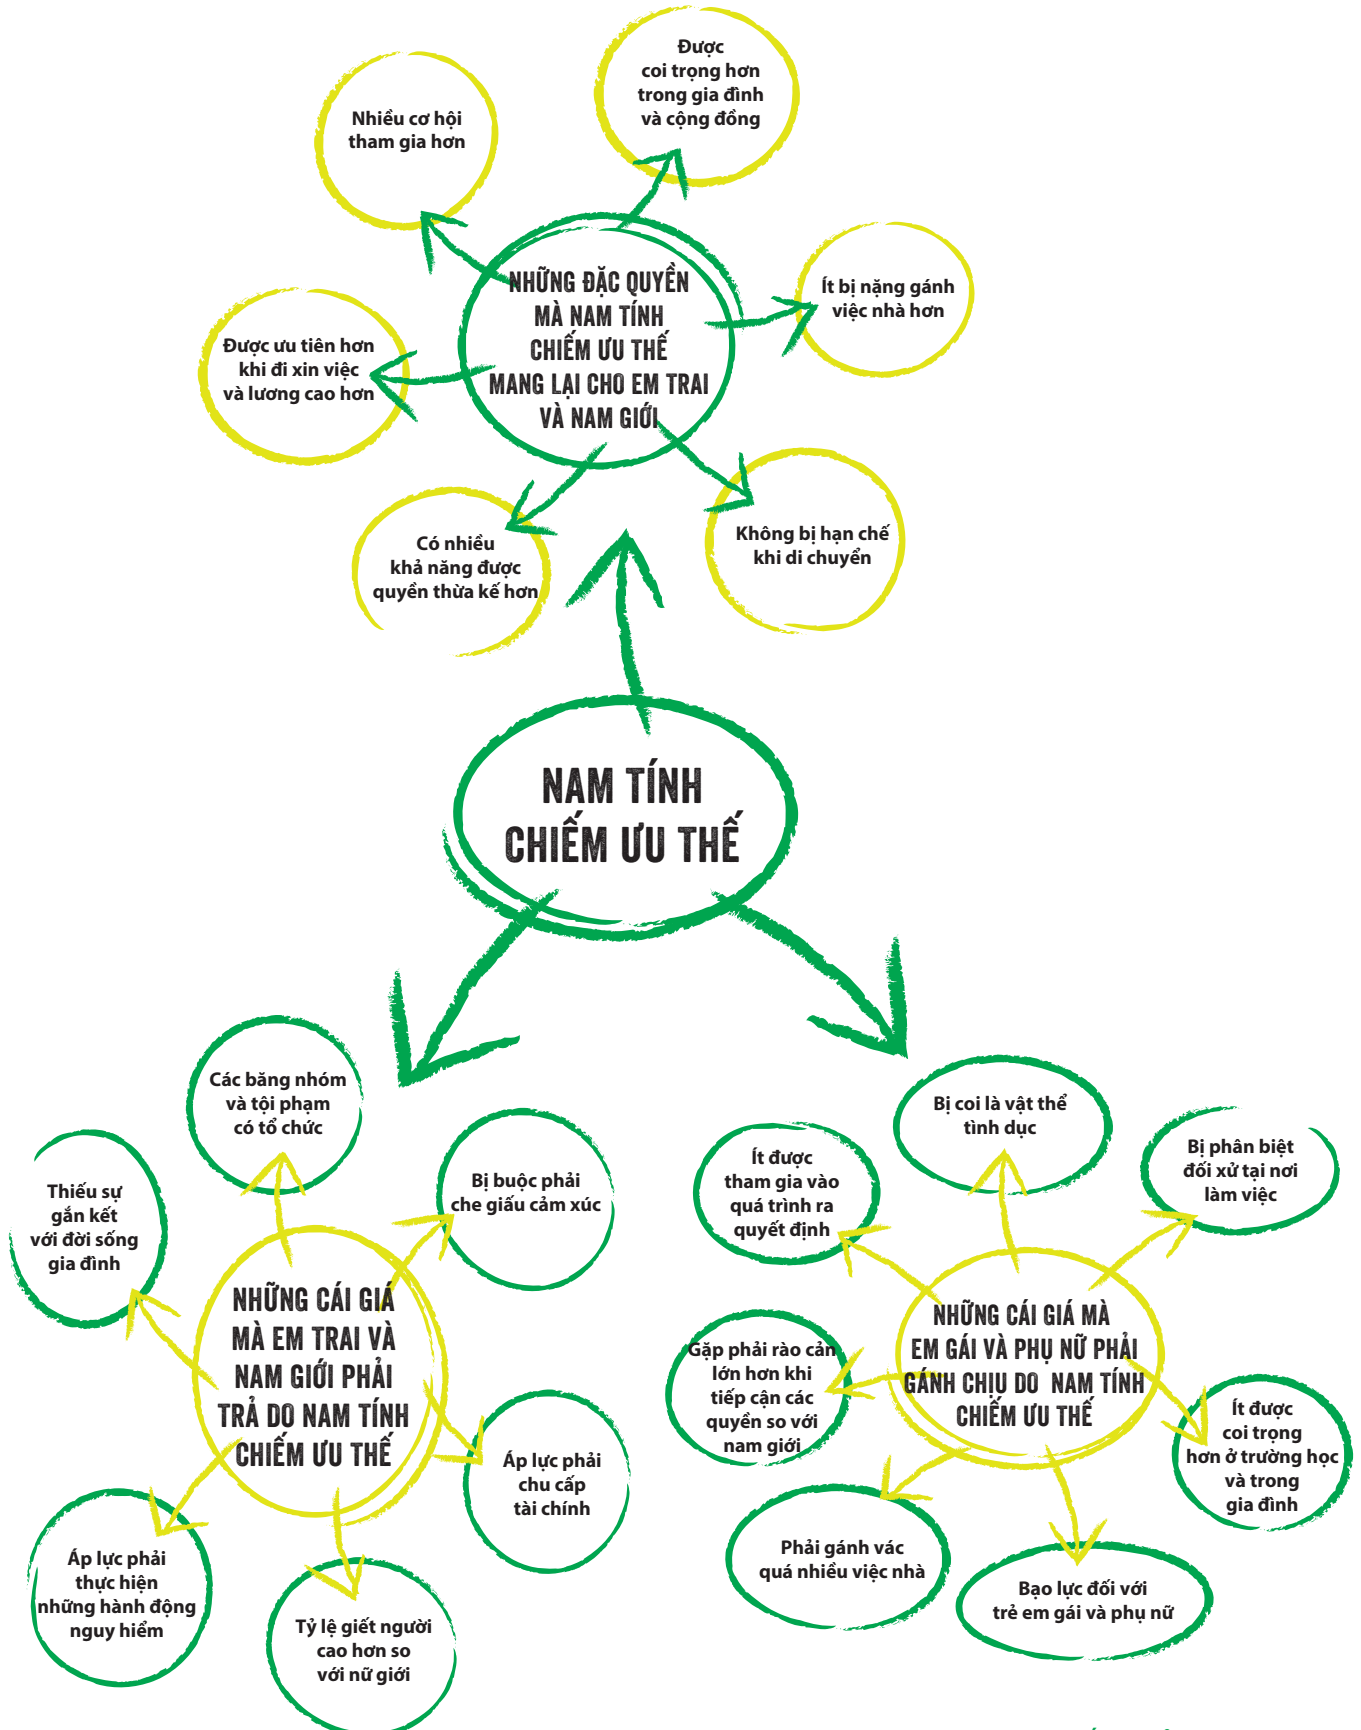 Được
coi trọng hơn
trong gia đình
và cộng đồng
Nhiều cơ hội
tham gia hơn
NHỮNG ĐẶC QUYỀN
MÀ NAM TÍNH
CHIẾM ƯU THẾ
MANG LẠI CHO EM TRAI
VÀ NAM GIỚI
Ít bị nặng gánh
việc nhà hơn
Được ưu tiên hơn
khi đi xin việc
và lương cao hơn
Có nhiều
khả năng được
quyền thừa kế hơn
Không bị hạn chế
khi di chuyển
NAM TÍNH
CHIẾM ƯU THẾ
Các băng nhóm
và tội phạm
có tổ chức
Bị buộc phải
che giấu cảm xúc
Thiếu sự
gắn kết
với đời sống
gia đình
NHỮNG CÁI GIÁ
MÀ EM TRAI VÀ
NAM GIỚI PHẢI
TRẢ DO NAM TÍNH
CHIẾM ƯU THẾ
Áp lực phải
chu cấp
tài chính
Áp lực phải
thực hiện
những hành động
nguy hiểm
Tỷ lệ giết người
cao hơn so
với nữ giới
Bị coi là vật thể
tình dục
Ít được
tham gia vào
quá trình ra
quyết định
Bị phân biệt
đối xử tại nơi
làm việc
NHỮNG CÁI GIÁ MÀ
EM GÁI VÀ PHỤ NỮ PHẢI
GÁNH CHỊU DO NAM TÍNH
CHIẾM ƯU THẾ
Gặp phải rào cản
lớn hơn khi
tiếp cận các
quyền so với
nam giới
Ít được
coi trọng
hơn ở trường học
và trong
gia đình
Phải gánh vác
quá nhiều việc nhà
Bạo lực đối với
trẻ em gái và phụ nữ